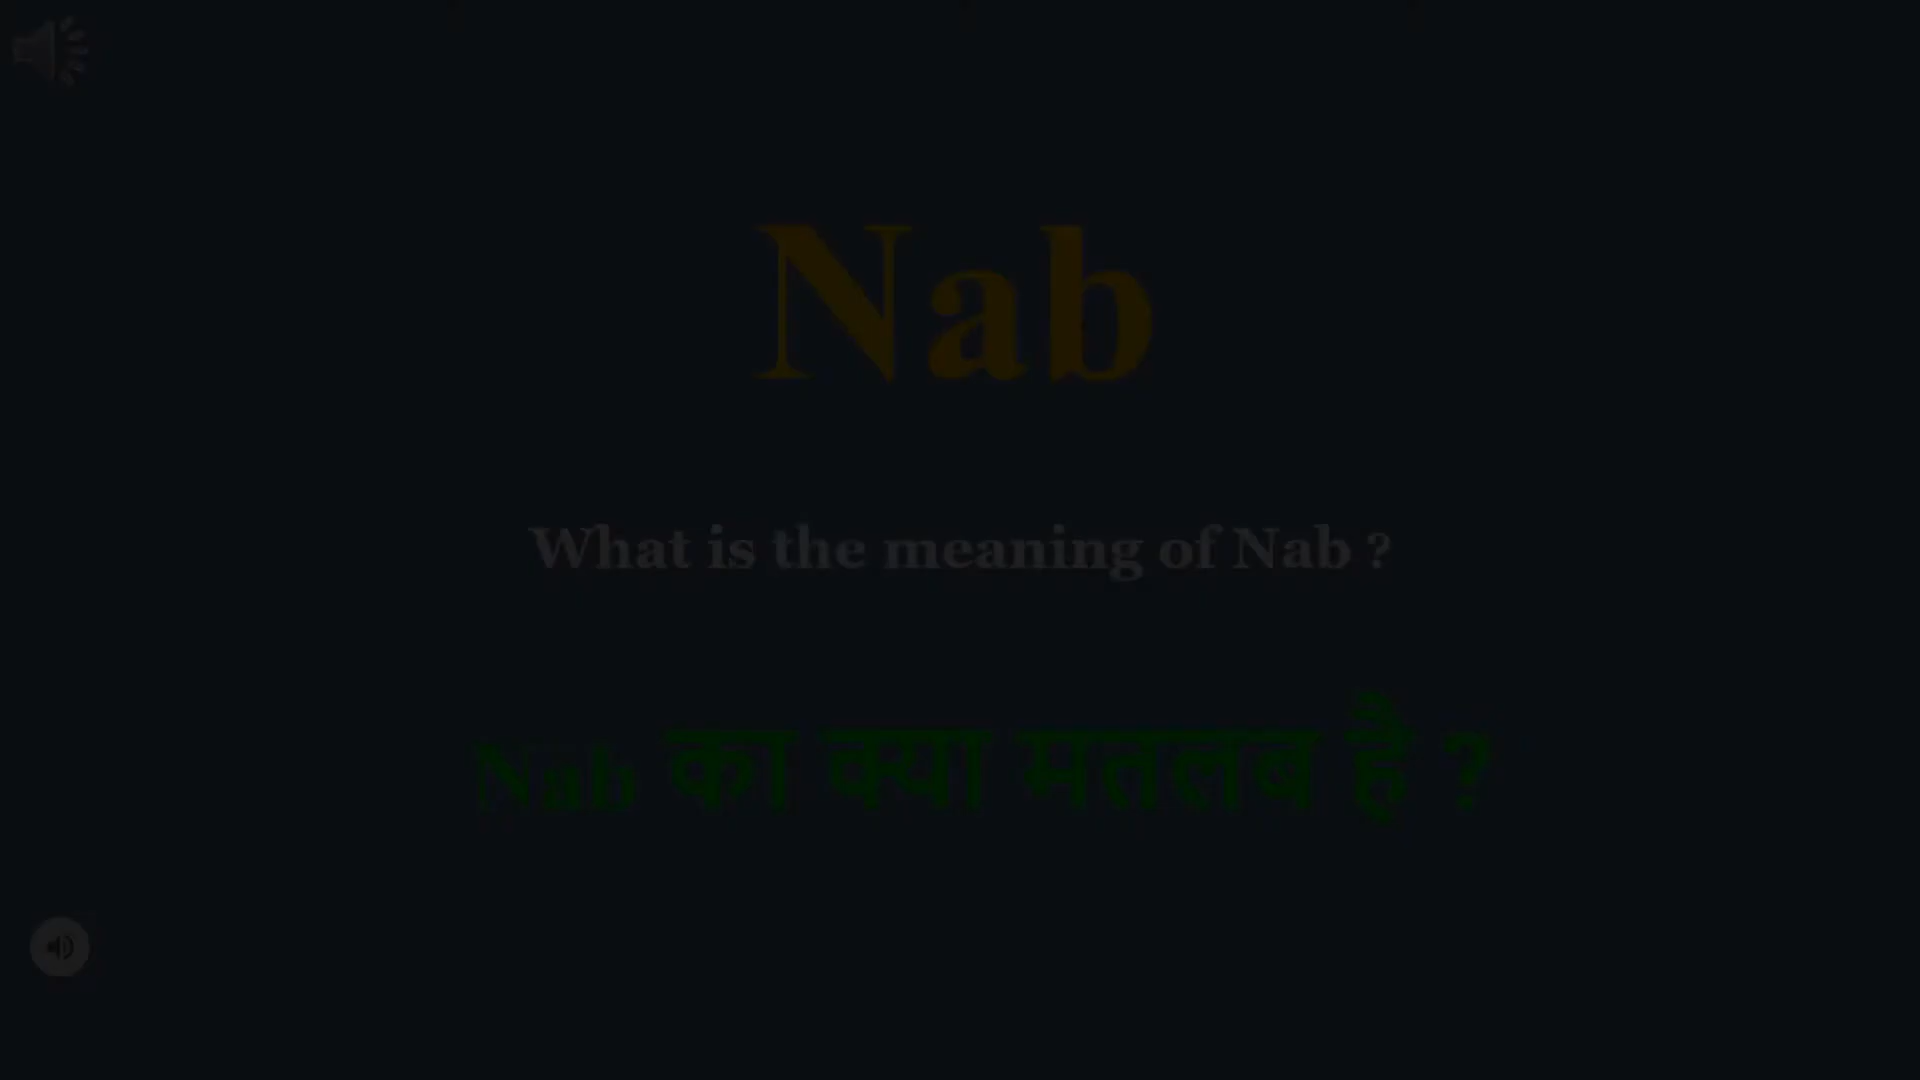 Nab
What is the meaning of Nab ?
Nab का क्या मतलब है ?